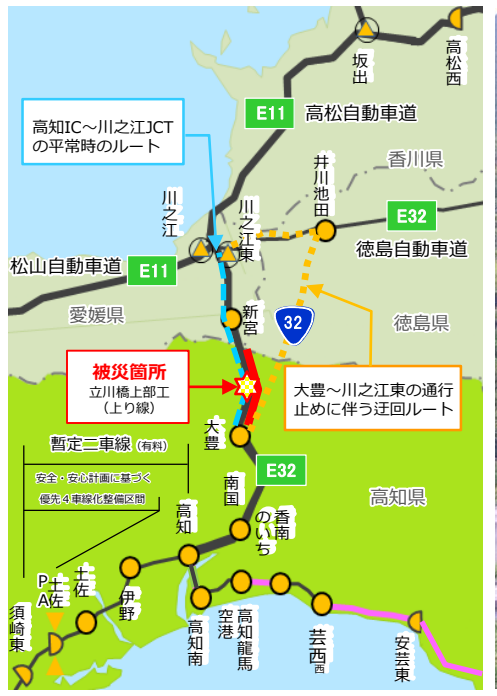 高松西
坂出
高松自動車道
E11
高知IC～川之江JCT
の平常時のルート
香川県
井川池田
川之江
川之江東
E32
徳島自動車道
松山自動車道
E11
愛媛県
新宮
32
徳島県
被災箇所
立川橋上部工
（上り線）
大豊～川之江東の通行
止めに伴う迂回ルート
大豊
暫定二車線（有料）
安全・安心計画に基づく
優先４車線化整備区間
E32
南国
高知
香南
のいち
高知県
土佐
土佐
PA
伊野
須崎東
高知南
高知龍馬
空港
芸西西
安芸東